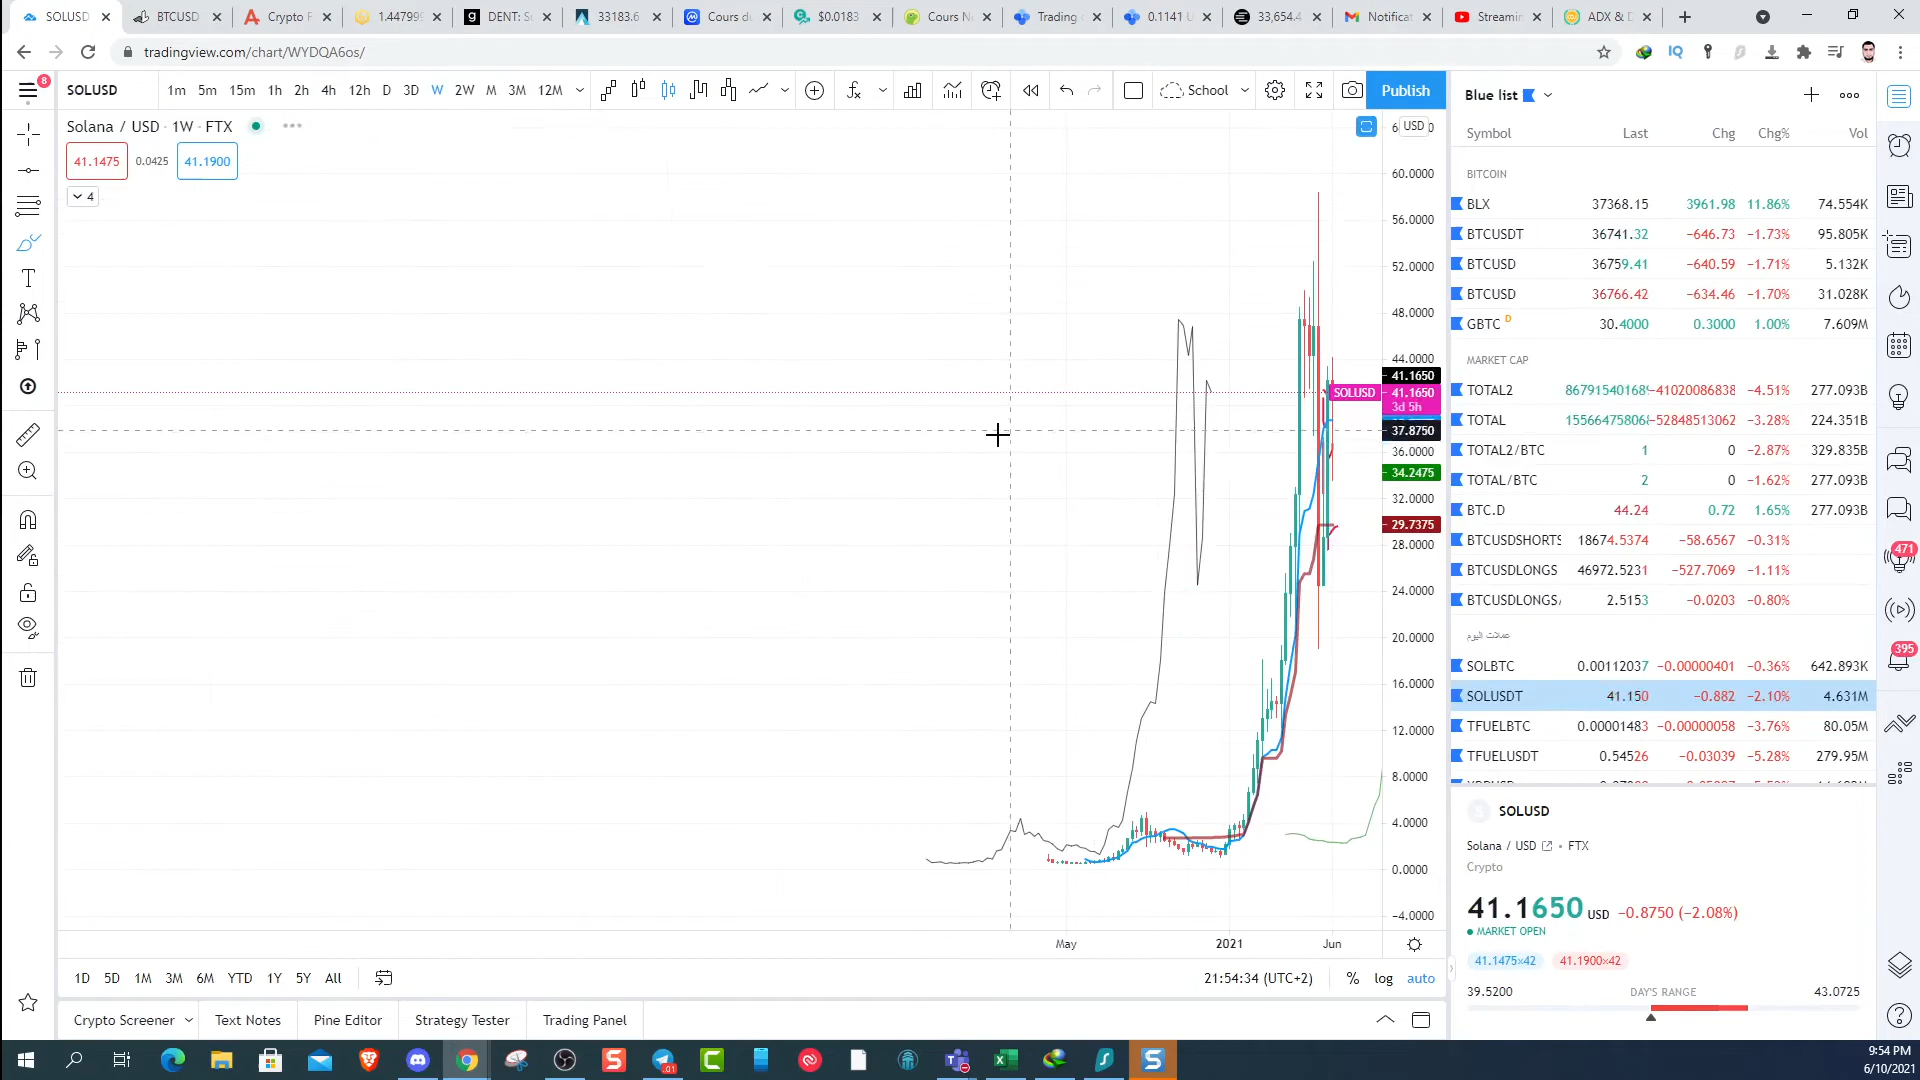 SOLUSD
BTCUSD
Crypto F
1.447999
DENT: S
33183.6
Cours du
$0.0183
Cours N
Trading
0.1141 U
33,654.4
Notificat
Streamin
ADX & D
tradingview.com/chart/WYDQA6os/
8
SOLUSD
1m 5m 15m 1h 2h 4h 12h D 3D W 2W M 3M 12M
School
Publish
Solana / USD · 1W · FTX
41.1475
0.0425
41.1900
4
USD
60.0000
56.0000
52.0000
48.0000
44.0000
41.1650
SOLUSD 41.1650
3d 5h
37.8750
36.0000
34.2475
32.0000
29.7375
28.0000
24.0000
20.0000
16.0000
12.0000
8.0000
4.0000
0.0000
−4.0000
May 2021 Jun
1D 5D 1M 3M 6M YTD 1Y 5Y All
21:54:34 (UTC+2)
% log auto
Crypto Screener
Text Notes
Pine Editor
Strategy Tester
Trading Panel
Blue list
Symbol Last Chg Chg% Vol
BITCOIN
BLX 37368.15 3961.98 11.86% 74.554K
BTCUSDT 36741.32 −646.73 −1.73% 95.805K
BTCUSD 36759.41 −640.59 −1.71% 5.132K
BTCUSD 36766.42 −634.46 −1.70% 31.028K
GBTC D 30.4000 0.3000 1.00% 7.609M
MARKET CAP
TOTAL2 86791540168 −41020086838 −4.51% 277.093B
TOTAL 1556647580 −52848513062 −3.28% 224.351B
TOTAL2/BTC 1 0 −2.87% 329.835B
TOTAL/BTC 2 0 −1.62% 277.093B
BTC.D 44.24 0.72 1.65% 277.093B
BTCUSDSHORTS 18674.5374 −58.6567 −0.31%
BTCUSDLONGS 46972.5231 −527.7069 −1.11%
BTCUSDLONGS 2.5153 −0.0203 −0.80%
عملات اليوم
SOLBTC 0.00112037 −0.00000401 −0.36% 642.893K
SOLUSDT 41.150 −0.882 −2.10% 4.631M
TFUELBTC 0.00001483 −0.00000058 −3.76% 80.05M
TFUELUSDT 0.54526 −0.03039 −5.28% 279.95M
SOLUSD
Solana / USD • FTX
Crypto
41.1650 USD −0.8750 (−2.08%)
MARKET OPEN
41.1475×42
41.1900×42
39.5200 DAY'S RANGE 43.0725
471
395
9:54 PM
6/10/2021